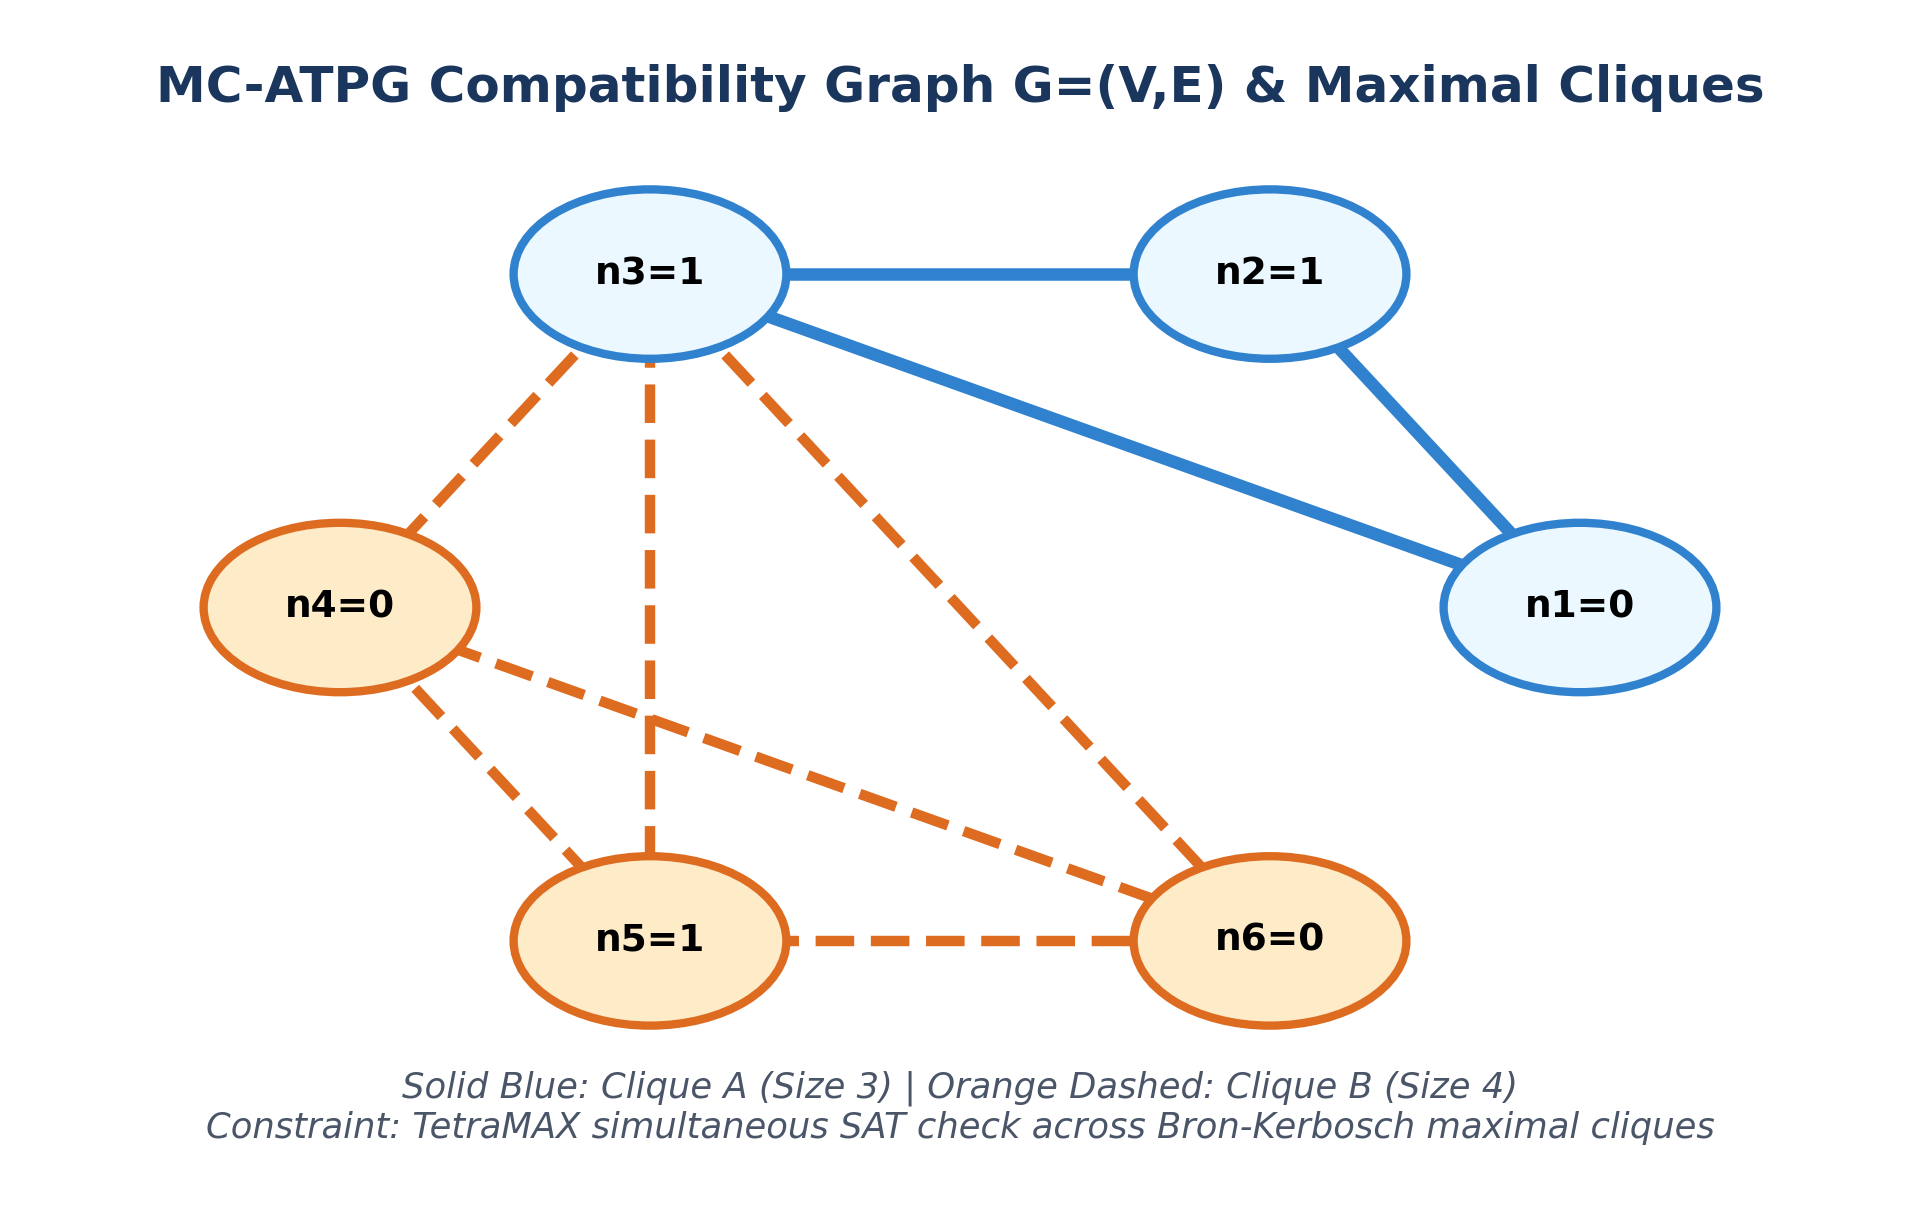 MC-ATPG Compatibility Graph G=(V,E) & Maximal Cliques
n3=1
n2=1
n4=0
n1=0
n5=1
n6=0
Solid Blue: Clique A (Size 3) | Orange Dashed: Clique B (Size 4)
Constraint: TetraMAX simultaneous SAT check across Bron-Kerbosch maximal cliques